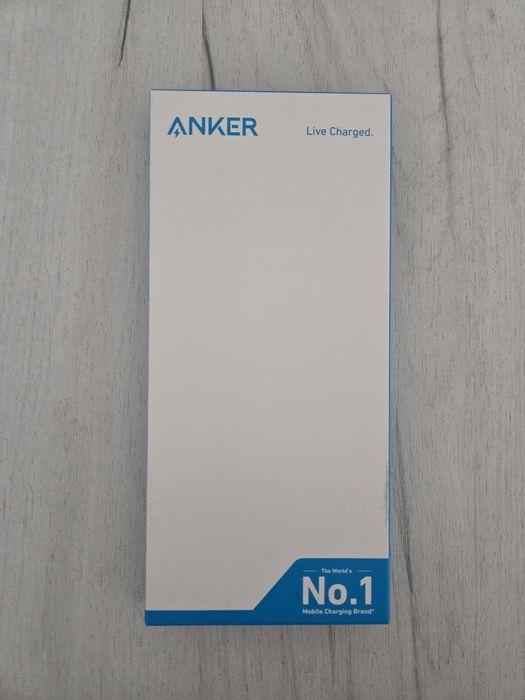 ANKER
Live Charged.
The World's
No.1
Mobile Charging Brand*